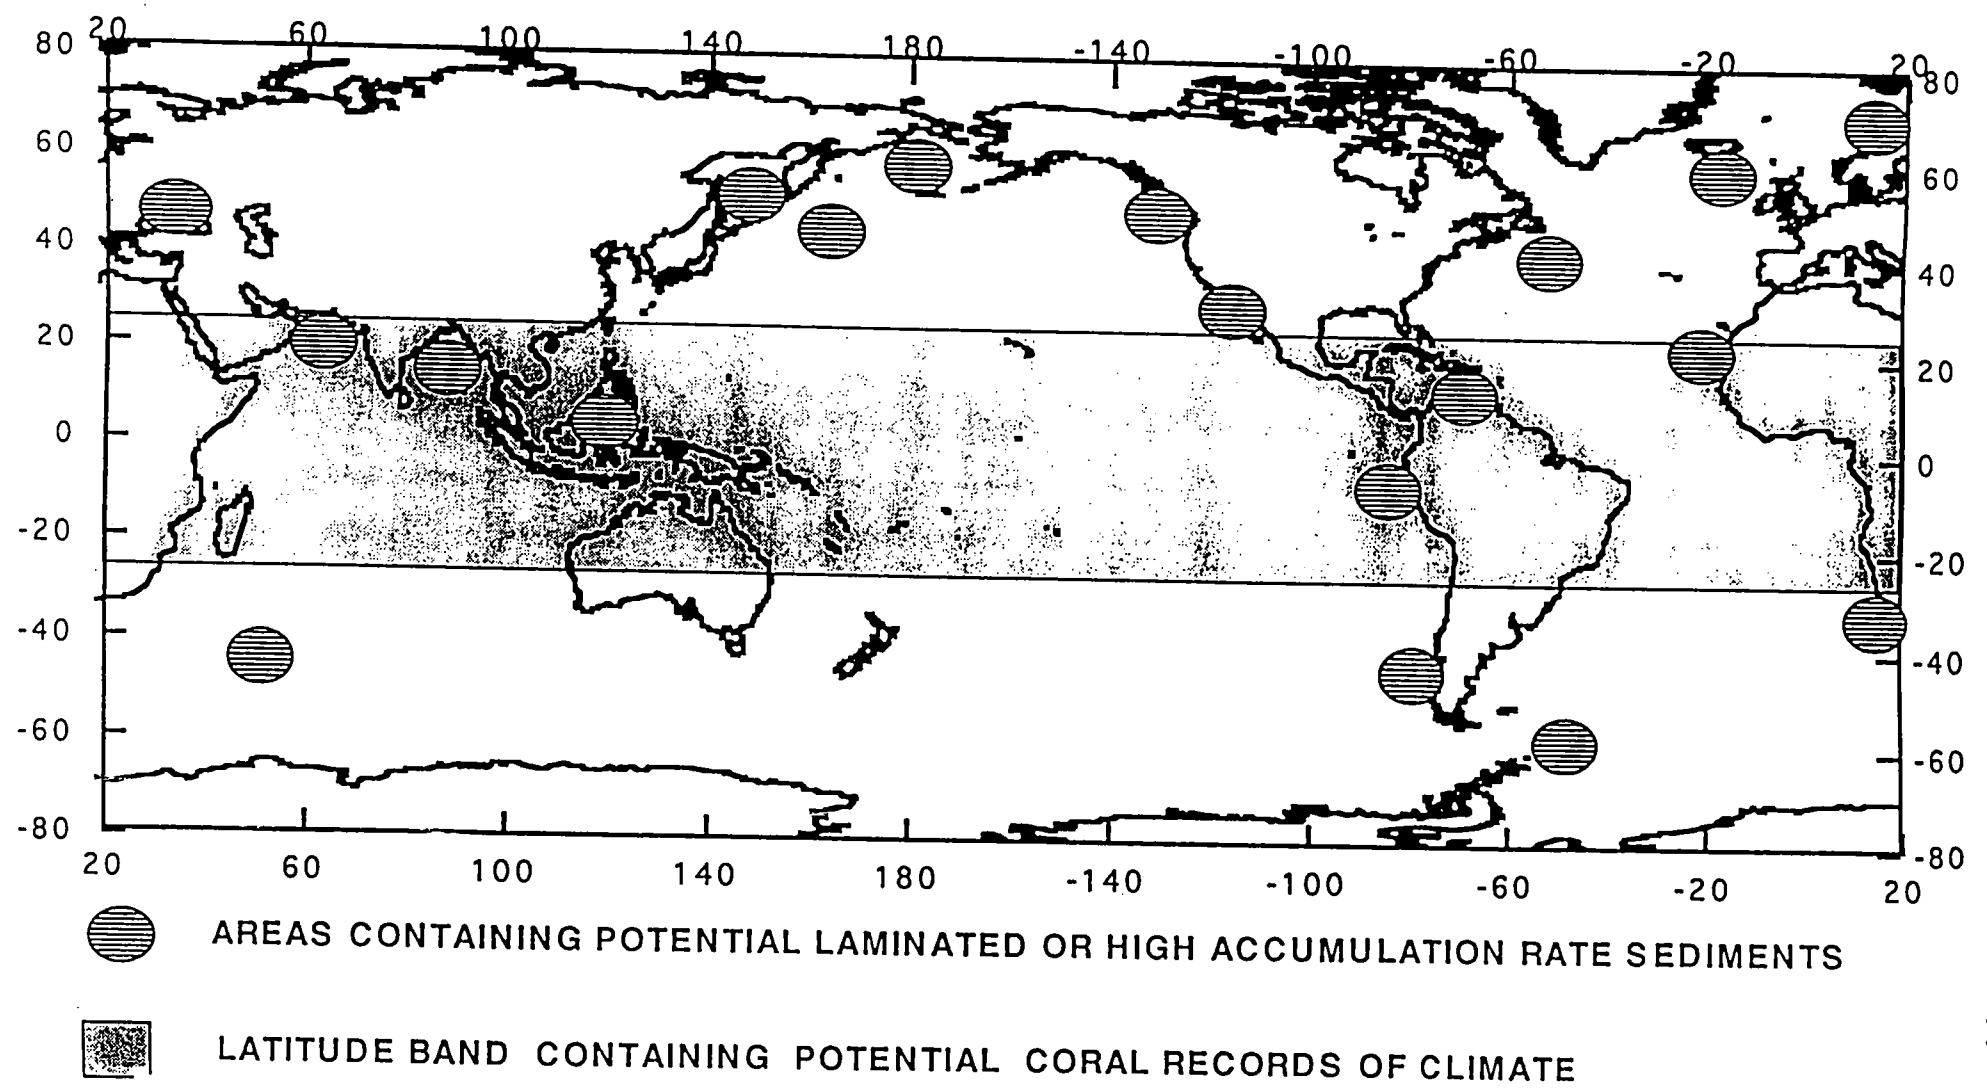 20 60 100 140 180 -140 -100 -60 -20 20
80 80
60 60
40 40
20 20
0 0
-20 -20
-40 -40
-60 -60
-80 -80
20 60 100 140 180 -140 -100 -60 -20 20
AREAS CONTAINING POTENTIAL LAMINATED OR HIGH ACCUMULATION RATE SEDIMENTS
LATITUDE BAND CONTAINING POTENTIAL CORAL RECORDS OF CLIMATE